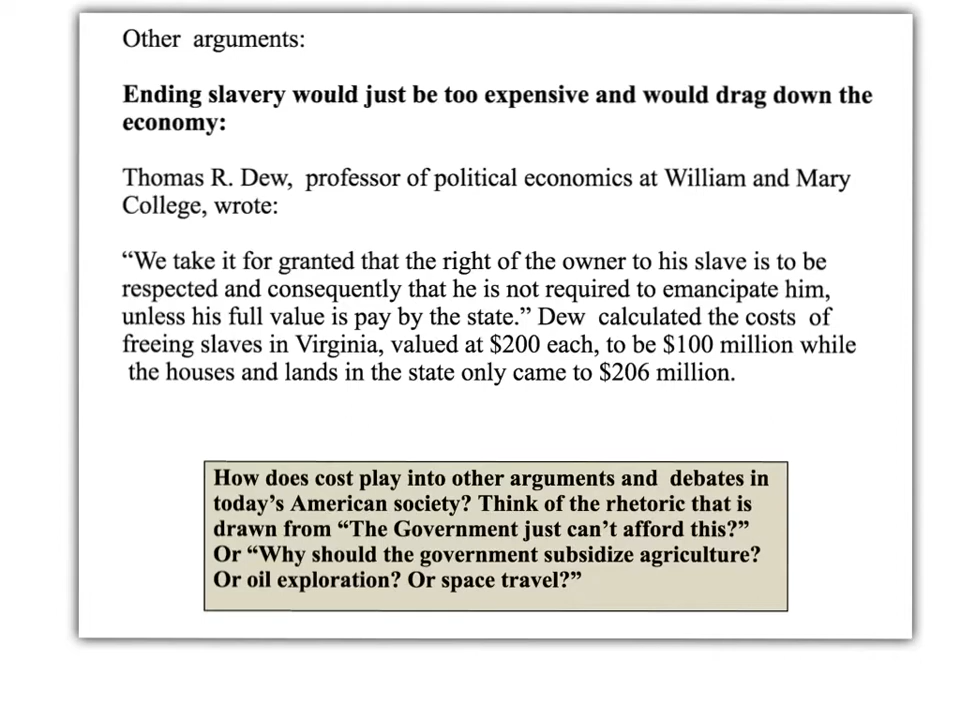 Other arguments:
Ending slavery would just be too expensive and would drag down the
economy:
Thomas R. Dew, professor of political economics at William and Mary
College, wrote:
“We take it for granted that the right of the owner to his slave is to be
respected and consequently that he is not required to emancipate him,
unless his full value is pay by the state.” Dew calculated the costs of
freeing slaves in Virginia, valued at $200 each, to be $100 million while
the houses and lands in the state only came to $206 million.
How does cost play into other arguments and debates in
today’s American society? Think of the rhetoric that is
drawn from “The Government just can’t afford this?”
Or “Why should the government subsidize agriculture?
Or oil exploration? Or space travel?”